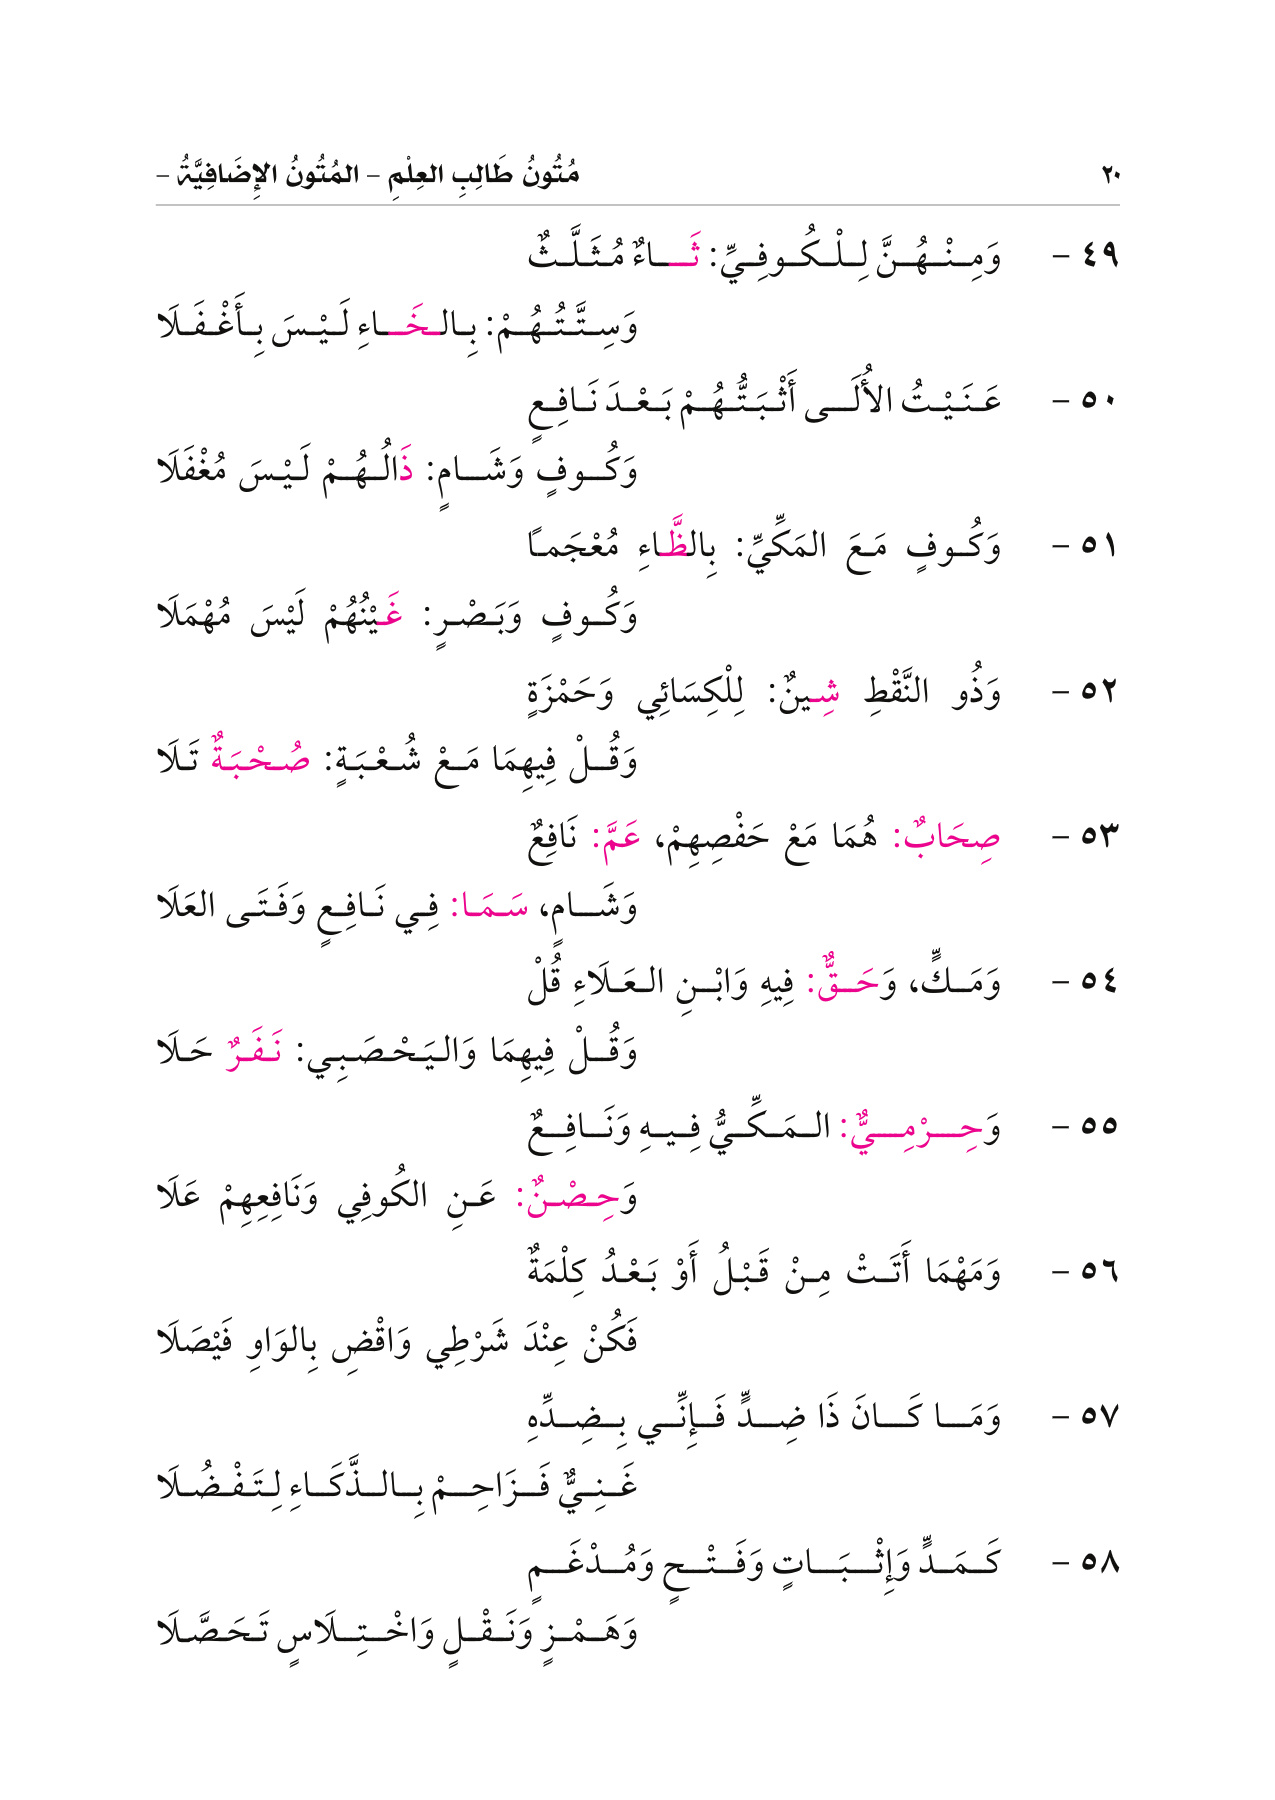 ٢٠ مُتُونُ طَالِبِ العِلْمِ – المُتُونُ الإِضَافِيَّةُ –
٤٩ – وَمِنْهُنَّ لِلْكُوفِيِّ: ثَاءٌ مُثَلَّثٌ
وَسِتَّتُهُمْ: بِالخَاءِ لَيْسَ بِأَغْفَلَا
٥٠ – عَنَيْتُ الأُلَى أَثْبَتُّهُمْ بَعْدَ نَافِعٍ
وَكُوفٍ وَشَامٍ: ذَالُهُمْ لَيْسَ مُغْفَلَا
٥١ – وَكُوفٍ مَعَ المَكِّيِّ: بِالظَّاءِ مُعْجَمًا
وَكُوفٍ وَبَصْرٍ: غَيْنُهُمْ لَيْسَ مُهْمَلَا
٥٢ – وَذُو النَّقْطِ شِينٌ: لِلْكِسَائِي وَحَمْزَةٍ
وَقُلْ فِيهِمَا مَعْ شُعْبَةٍ: صُحْبَةٌ تَلَا
٥٣ – صِحَابٌ: هُمَا مَعْ حَفْصِهِمْ، عَمَّ: نَافِعٌ
وَشَامٍ، سَمَا: فِي نَافِعٍ وَفَتَى العَلَا
٥٤ – وَمَكٍّ، وَحَقٌّ: فِيهِ وَابْنِ العَلَاءِ قُلْ
وَقُلْ فِيهِمَا وَاليَحْصَبِي: نَفَرٌ حَلَا
٥٥ – وَحِرْمِيٌّ: المَكِّيُّ فِيهِ وَنَافِعٌ
وَحِصْنٌ: عَنِ الكُوفِي وَنَافِعِهِمْ عَلَا
٥٦ – وَمَهْمَا أَتَتْ مِنْ قَبْلُ أَوْ بَعْدُ كِلْمَةٌ
فَكُنْ عِنْدَ شَرْطِي وَاقْضِ بِالوَاوِ فَيْصَلَا
٥٧ – وَمَا كَانَ ذَا ضِدٍّ فَإِنِّي بِضِدِّهِ
غَنِيٌّ فَزَاحِمْ بِالذَّكَاءِ لِتَفْضُلَا
٥٨ – كَمَدٍّ وَإِثْبَاتٍ وَفَتْحٍ وَمُدْغَمٍ
وَهَمْزٍ وَنَقْلٍ وَاخْتِلَاسٍ تَحَصَّلَا